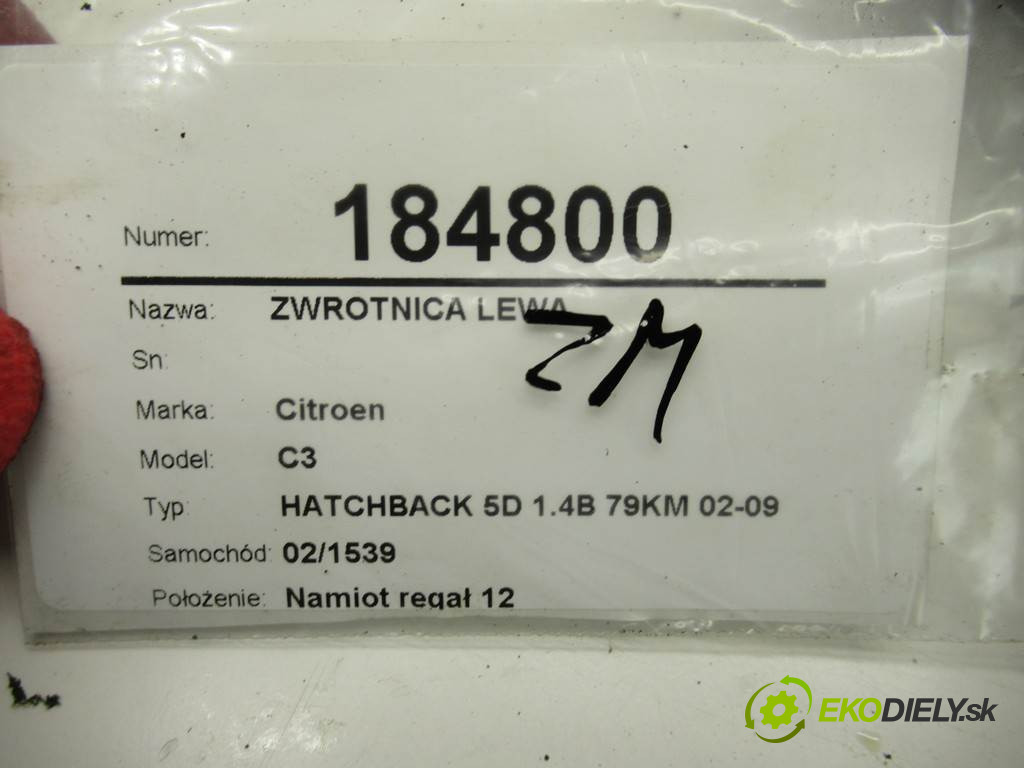 Numer: 184800
Nazwa: ZWROTNICA LEWA
ZM
Sn:
Marka: Citroen
Model: C3
Typ: HATCHBACK 5D 1.4B 79KM 02-09
Samochód: 02/1539
Położenie: Namiot regał 12
EKODIELY.sk